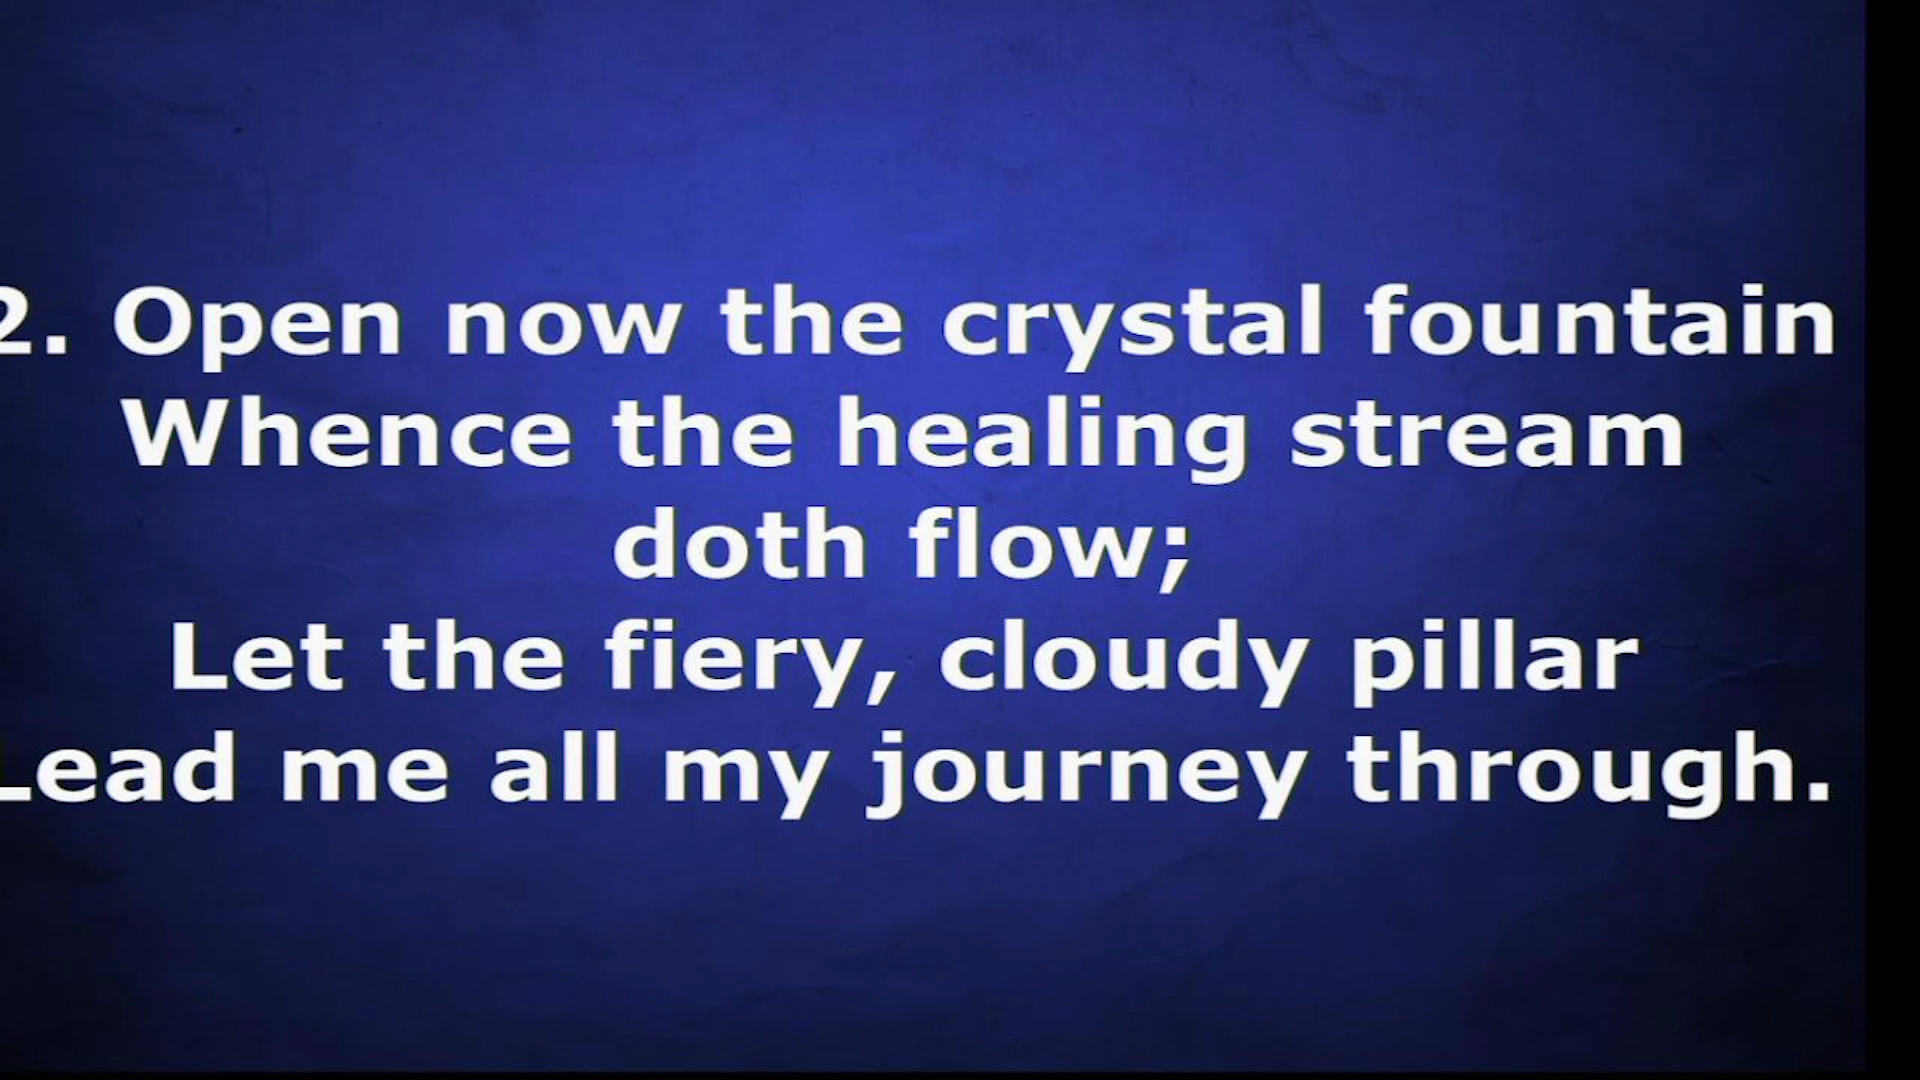 2. Open now the crystal fountain
Whence the healing stream
doth flow;
Let the fiery, cloudy pillar
Lead me all my journey through.